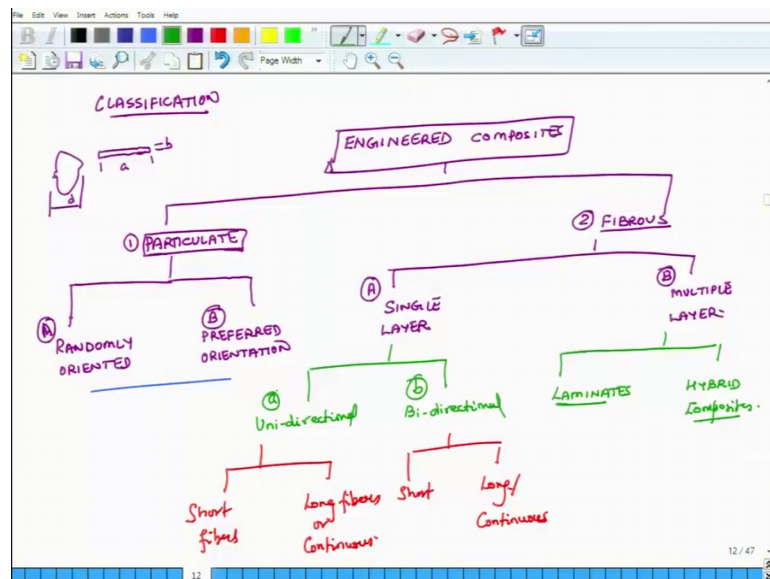 File Edit View Insert Actions Tools Help
B I
Page Width
CLASSIFICATION
ENGINEERED COMPOSITES
a
b
d
① PARTICULATE
② FIBROUS
Ⓐ RANDOMLY
ORIENTED
Ⓑ PREFERRED
ORIENTATION
Ⓐ SINGLE
LAYER
Ⓑ MULTIPLE
LAYER
ⓐ Uni-directional
ⓑ Bi-directional
LAMINATES
HYBRID
Composites.
Short
fibers
Long fibers
or
Continuous
Short
Long/
Continuous
12 / 47
12